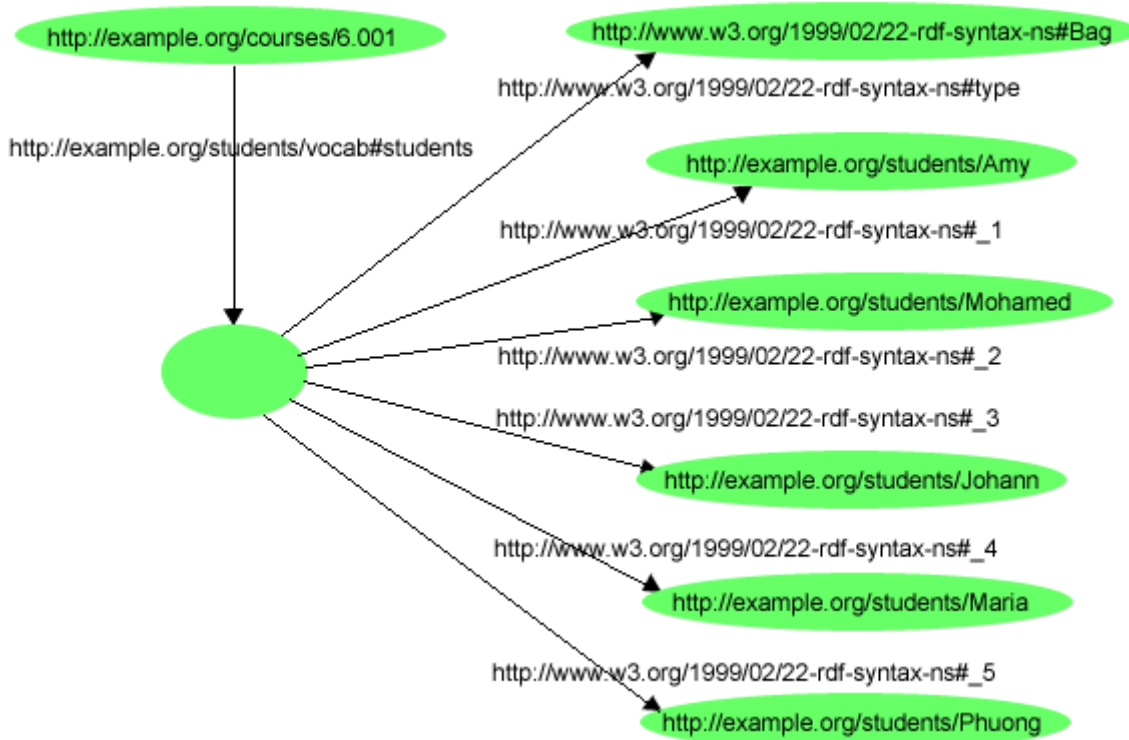 http://example.org/courses/6.001
http://www.w3.org/1999/02/22-rdf-syntax-ns#Bag
http://www.w3.org/1999/02/22-rdf-syntax-ns#type
http://example.org/students/vocab#students
http://example.org/students/Amy
http://www.w3.org/1999/02/22-rdf-syntax-ns#_1
http://example.org/students/Mohamed
http://www.w3.org/1999/02/22-rdf-syntax-ns#_2
http://www.w3.org/1999/02/22-rdf-syntax-ns#_3
http://example.org/students/Johann
http://www.w3.org/1999/02/22-rdf-syntax-ns#_4
http://example.org/students/Maria
http://www.w3.org/1999/02/22-rdf-syntax-ns#_5
http://example.org/students/Phuong